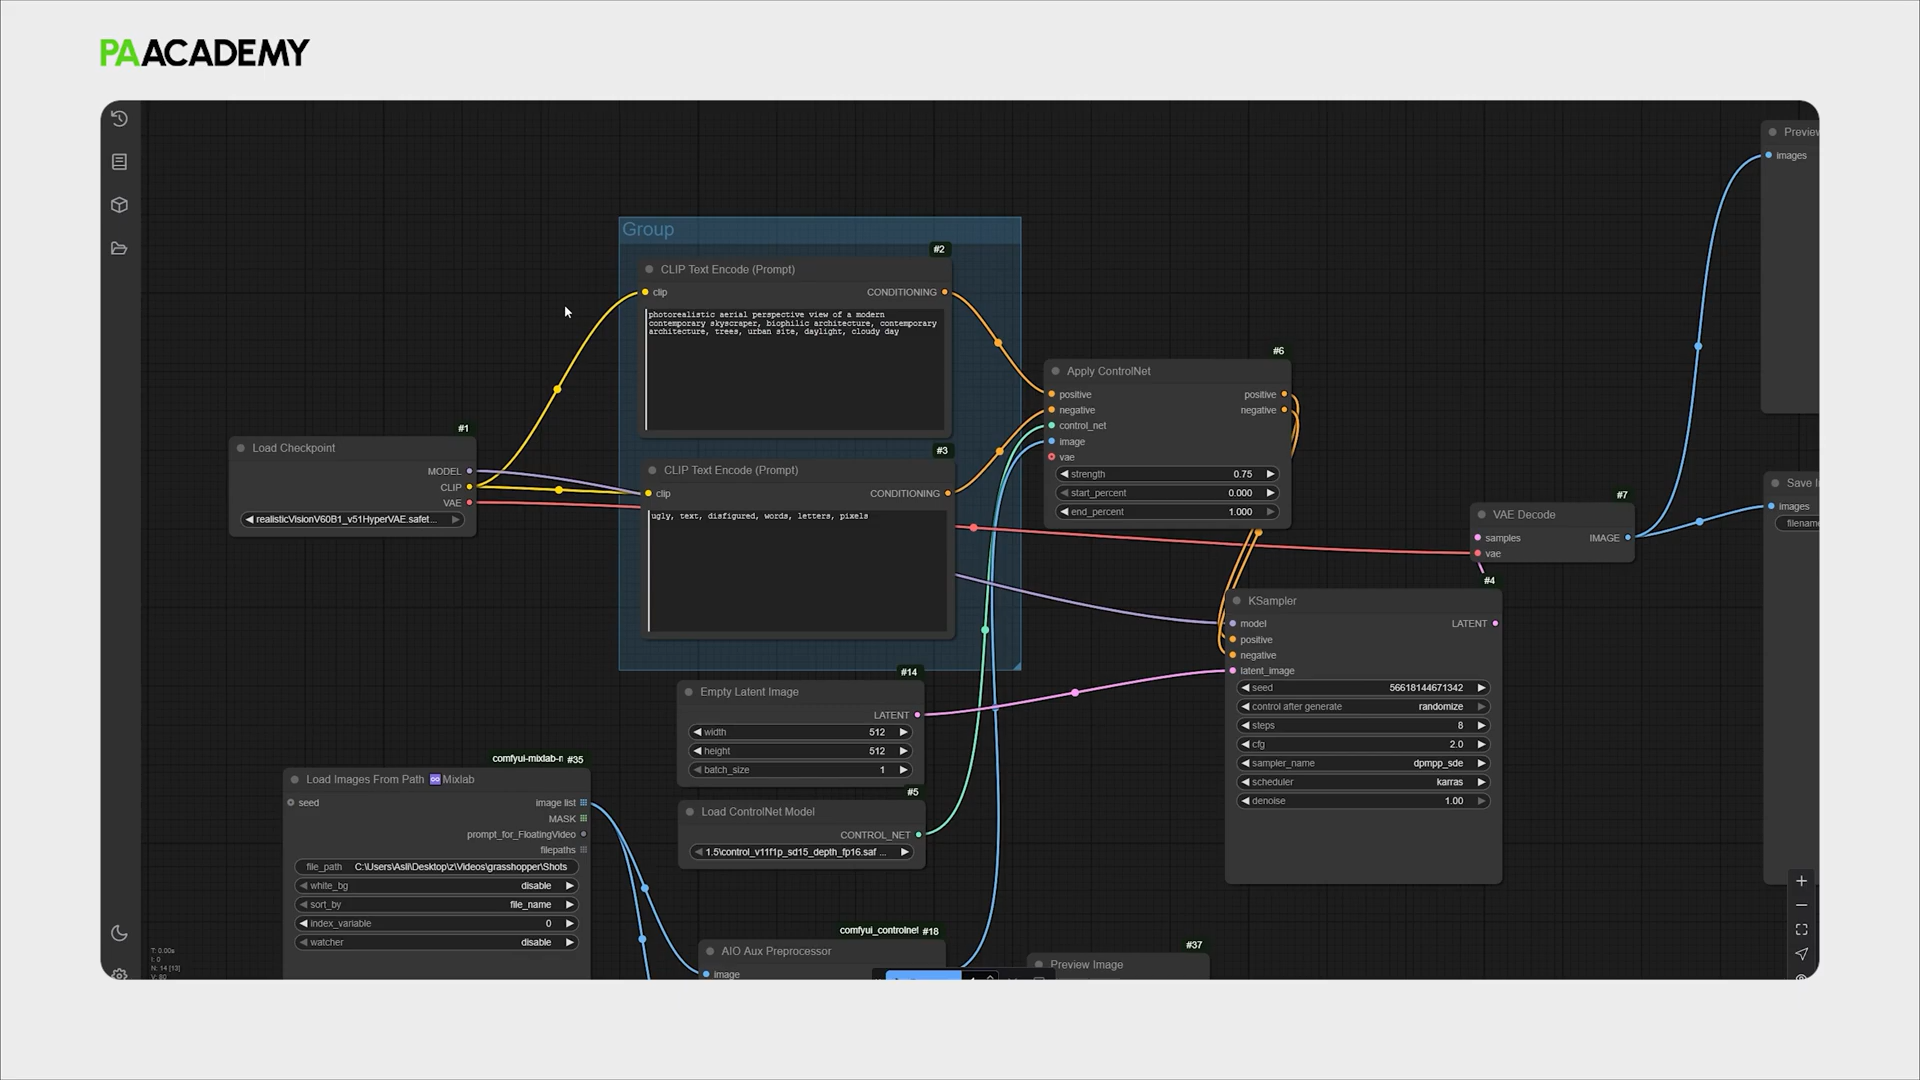 PAACADEMY
Preview
images
Group
#2
CLIP Text Encode (Prompt)
clip
CONDITIONING
photorealistic aerial perspective view of a modern
contemporary skyscraper, biophilic architecture, contemporary
architecture, trees, urban site, daylight, cloudy day
#6
Apply ControlNet
positive
positive
negative
negative
control_net
image
vae
strength
0.75
start_percent
0.000
end_percent
1.000
#1
Load Checkpoint
MODEL
CLIP
VAE
realisticVisionV60B1_v51HyperVAE.safet...
#3
CLIP Text Encode (Prompt)
clip
CONDITIONING
ugly, text, disfigured, words, letters, pixels
#7
VAE Decode
samples
IMAGE
vae
Save I
images
filenam
#4
KSampler
model
LATENT
positive
negative
latent_image
seed
56618144671342
control after generate
randomize
steps
8
cfg
2.0
sampler_name
dpmpp_sde
scheduler
karras
denoise
1.00
#14
Empty Latent Image
LATENT
width
512
height
512
batch_size
1
#5
Load ControlNet Model
CONTROL_NET
1.5\control_v11f1p_sd15_depth_fp16.saf ...
comfyui-mixlab-n #35
Load Images From Path ♾️Mixlab
seed
image list
MASK
prompt_for_FloatingVideo
filepaths
file_path
C:\Users\Asli\Desktop\z\Videos\grasshopper\Shots
white_bg
disable
sort_by
file_name
index_variable
0
watcher
disable
comfyui_controlnet #18
AIO Aux Preprocessor
image
#37
Preview Image
T: 0.00s
I: 0
N: 14 [13]
V: 80